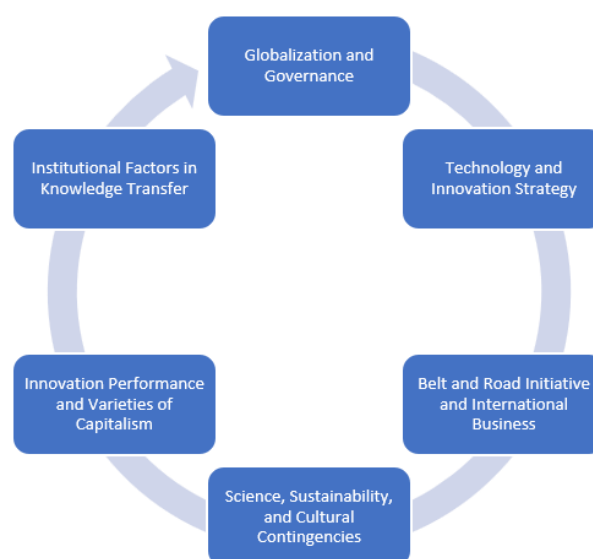 Globalization and
Governance
Technology and
Innovation Strategy
Belt and Road Initiative
and International
Business
Science, Sustainability,
and Cultural
Contingencies
Innovation Performance
and Varieties of
Capitalism
Institutional Factors in
Knowledge Transfer